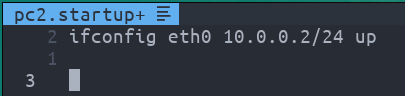 pc2.startup+
2 ifconfig eth0 10.0.0.2/24 up
1
3